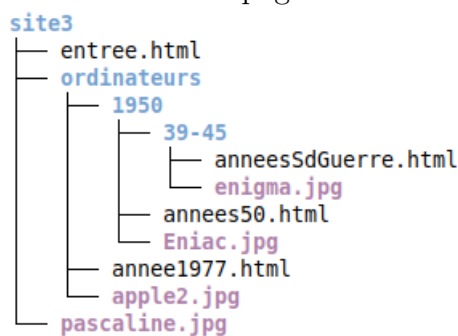 site3
entree.html
ordinateurs
1950
39-45
anneesSdGuerre.html
enigma.jpg
annees50.html
Eniac.jpg
annee1977.html
apple2.jpg
pascaline.jpg